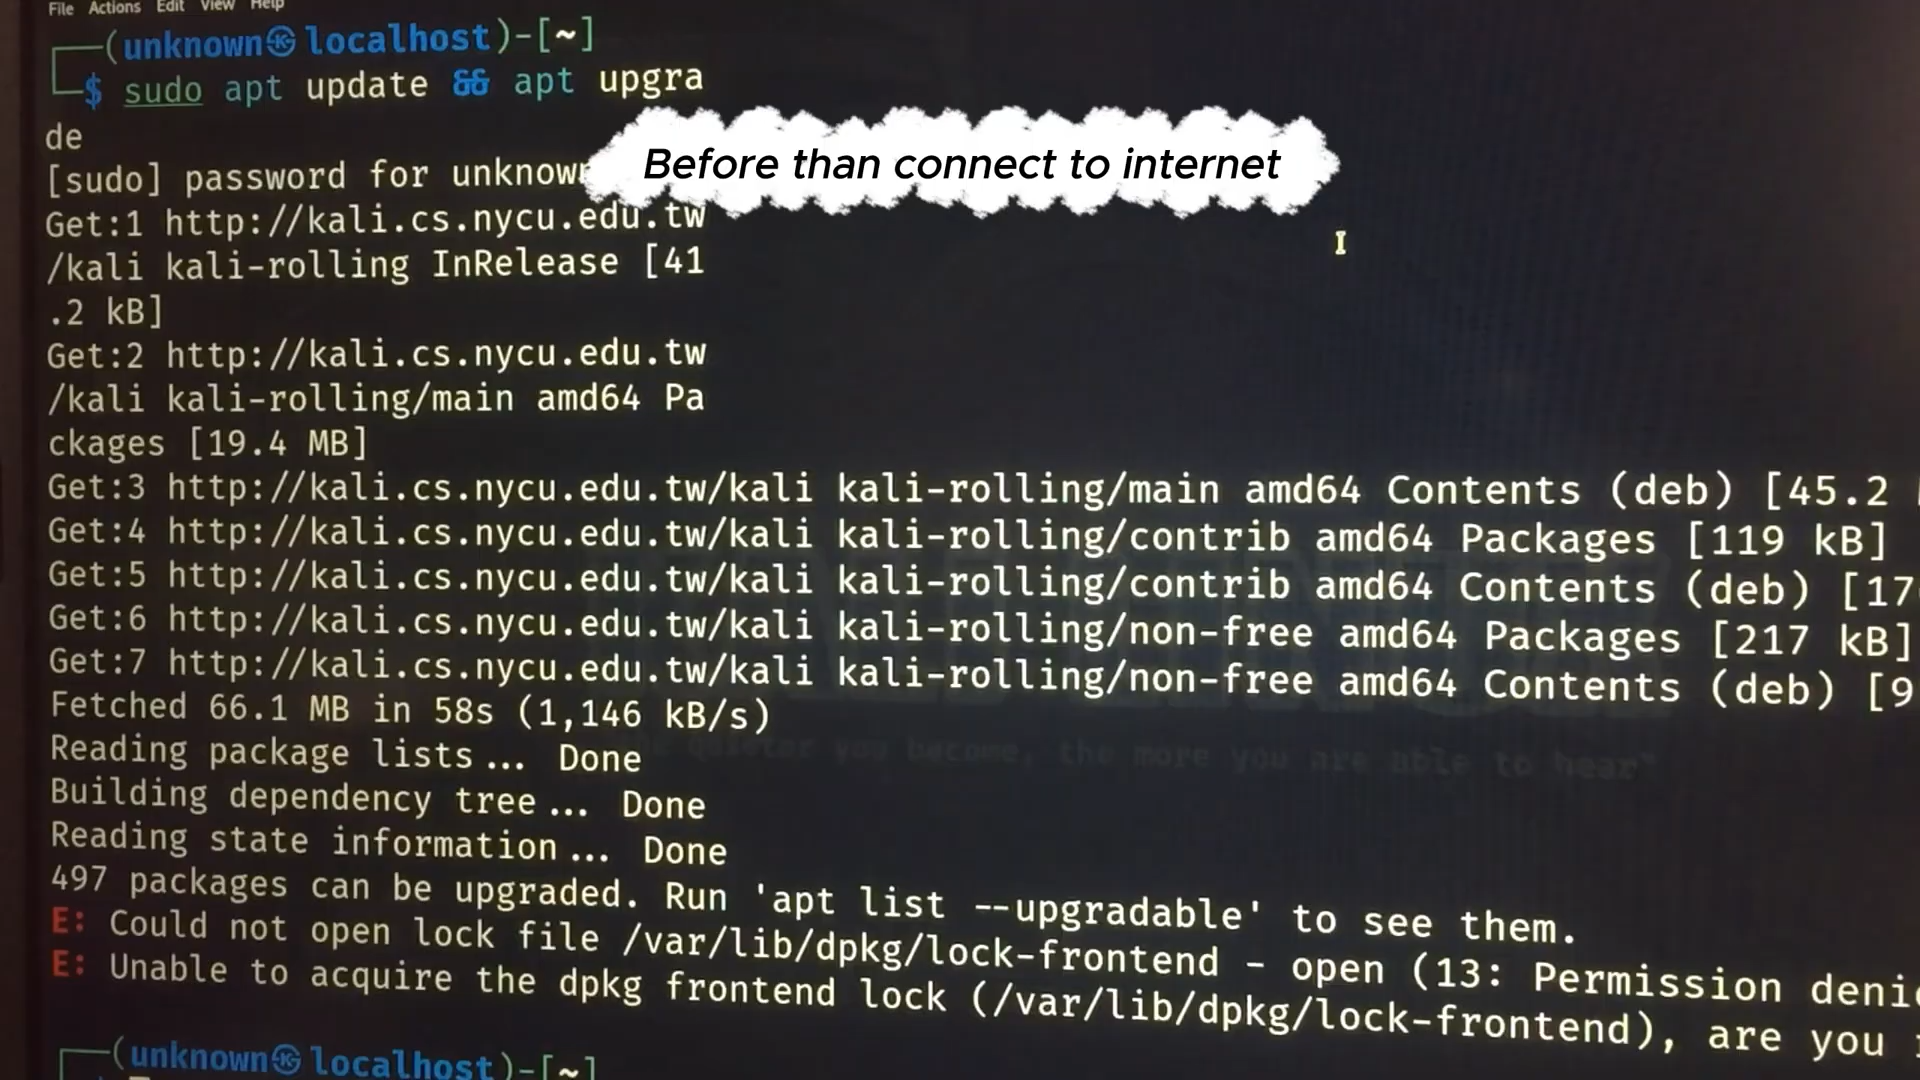 File Actions Edit View Help
(unknown㉿localhost)-[~]
$ sudo apt update && apt upgra
de
[sudo] password for unknown
Before than connect to internet
Get:1 http://kali.cs.nycu.edu.tw
/kali kali-rolling InRelease [41
.2 kB]
Get:2 http://kali.cs.nycu.edu.tw
/kali kali-rolling/main amd64 Pa
ckages [19.4 MB]
Get:3 http://kali.cs.nycu.edu.tw/kali kali-rolling/main amd64 Contents (deb) [45.2
Get:4 http://kali.cs.nycu.edu.tw/kali kali-rolling/contrib amd64 Packages [119 kB]
Get:5 http://kali.cs.nycu.edu.tw/kali kali-rolling/contrib amd64 Contents (deb) [17
Get:6 http://kali.cs.nycu.edu.tw/kali kali-rolling/non-free amd64 Packages [217 kB]
Get:7 http://kali.cs.nycu.edu.tw/kali kali-rolling/non-free amd64 Contents (deb) [9
Fetched 66.1 MB in 58s (1,146 kB/s)
Reading package lists... Done
quieter you become, the more you are able to hear"
Building dependency tree... Done
Reading state information... Done
497 packages can be upgraded. Run 'apt list --upgradable' to see them.
E: Could not open lock file /var/lib/dpkg/lock-frontend - open (13: Permission deni
E: Unable to acquire the dpkg frontend lock (/var/lib/dpkg/lock-frontend), are you
(unknown㉿localhost)-[~]